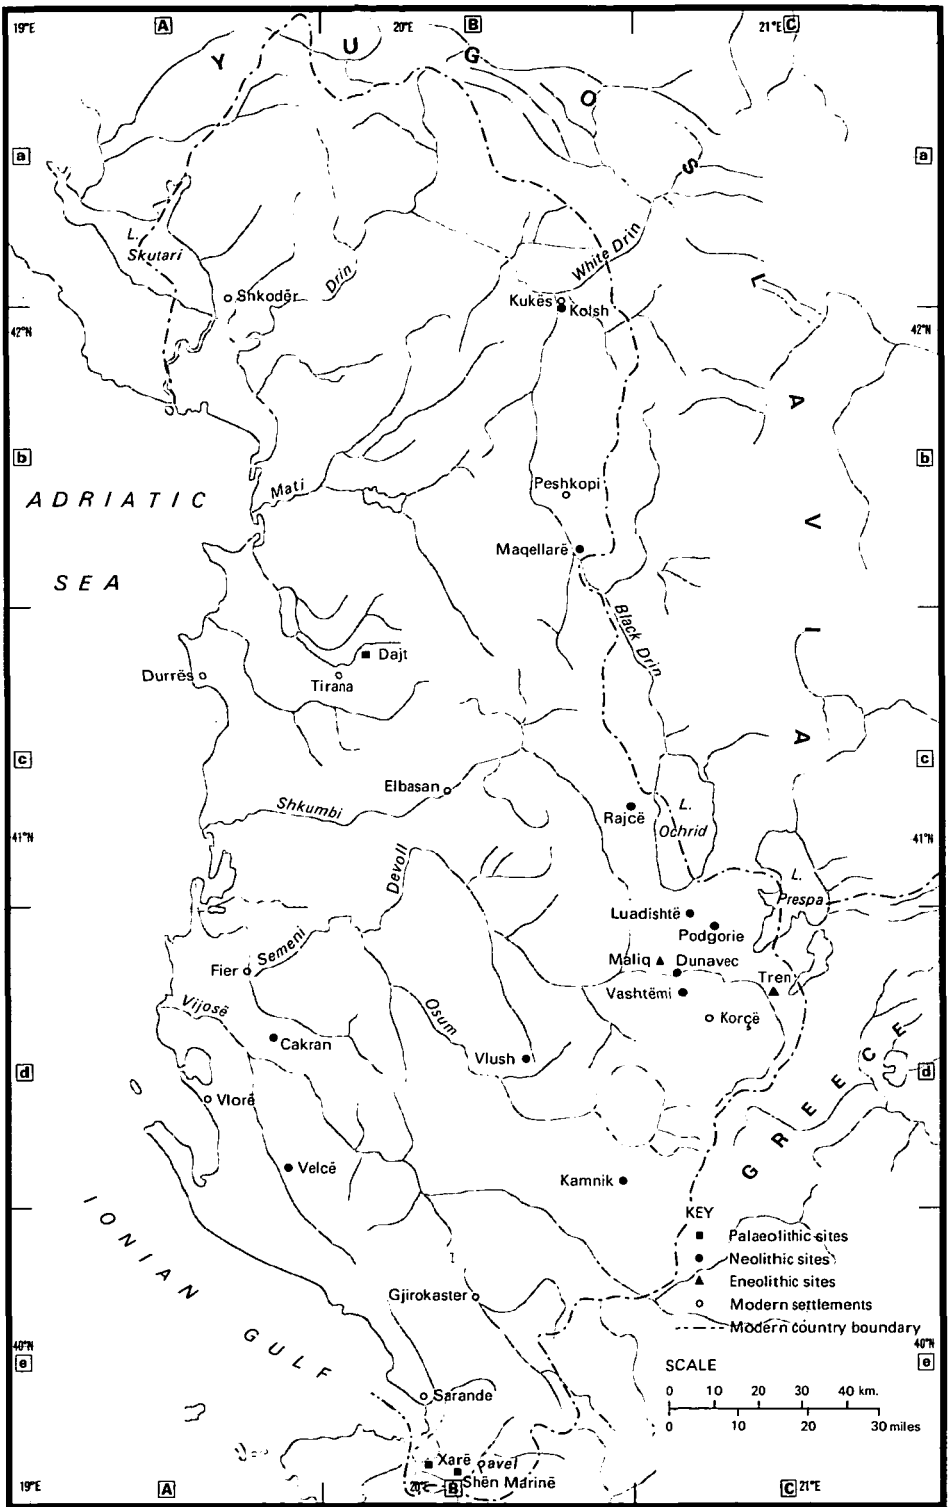 19°E A 20°E B 21°E C
Y U G O S L A V I A
a a
L.
Skutari
Shkodër
Drin
White Drin
Kukës
Kolsh
42°N 42°N
b b
ADRIATIC
SEA
Mati
Peshkopi
Maqellarë
Black Drin
Dajt
Durrës
Tirana
c c
Elbasan
Shkumbi
Rajcë
L.
Ochrid
41°N 41°N
Devoll
L.
Prespa
Luadishtë
Podgorie
Semeni
Fier
Maliq
Dunavec
Tren
Vashtëmi
Vijosë
Osum
Korçë
Cakran
Vlush
GREECE
d d
Vlorë
Velcë
Kamnik
IONIAN
GULF
KEY
Palaeolithic sites
Neolithic sites
Eneolithic sites
Modern settlements
Modern country boundary
Gjirokaster
40°N
e e
SCALE
0 10 20 30 40 km.
0 10 20 30 miles
Sarande
Xarë
Shën Marinë
19°E A 20°E B C 21°E